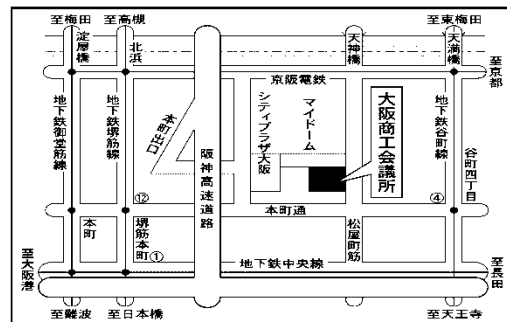 至梅田
至高槻
至東梅田
淀屋橋
北浜
天神橋
天満橋
至京都
京阪電鉄
地下鉄御堂筋線
地下鉄堺筋線
本町出口
阪神高速道路
シティプラザ大阪
マイドーム
大阪商工会議所
地下鉄谷町線
谷町四丁目
⑫
④
本町通
本町
堺筋本町
①
松屋町筋
地下鉄中央線
至大阪港
至長田
至難波
至日本橋
至天王寺